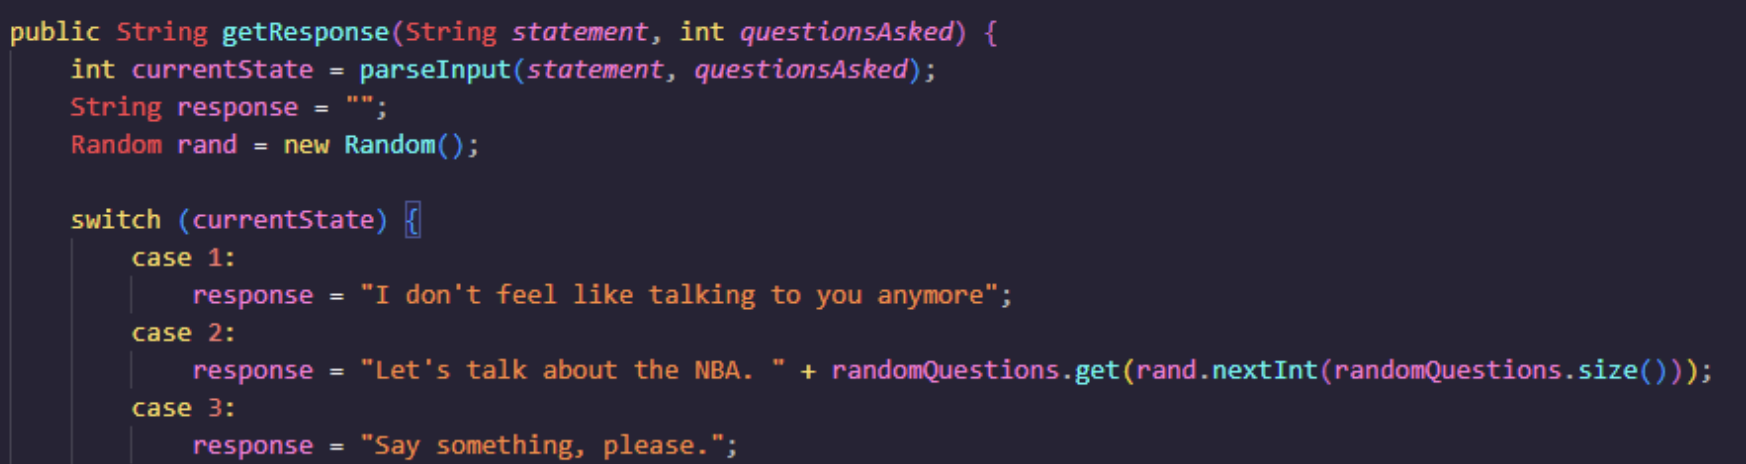 public String getResponse(String statement, int questionsAsked) {
int currentState = parseInput(statement, questionsAsked);
String response = "";
Random rand = new Random();
switch (currentState) {
case 1:
response = "I don't feel like talking to you anymore";
case 2:
response = "Let's talk about the NBA. " + randomQuestions.get(rand.nextInt(randomQuestions.size()));
case 3:
response = "Say something, please.";